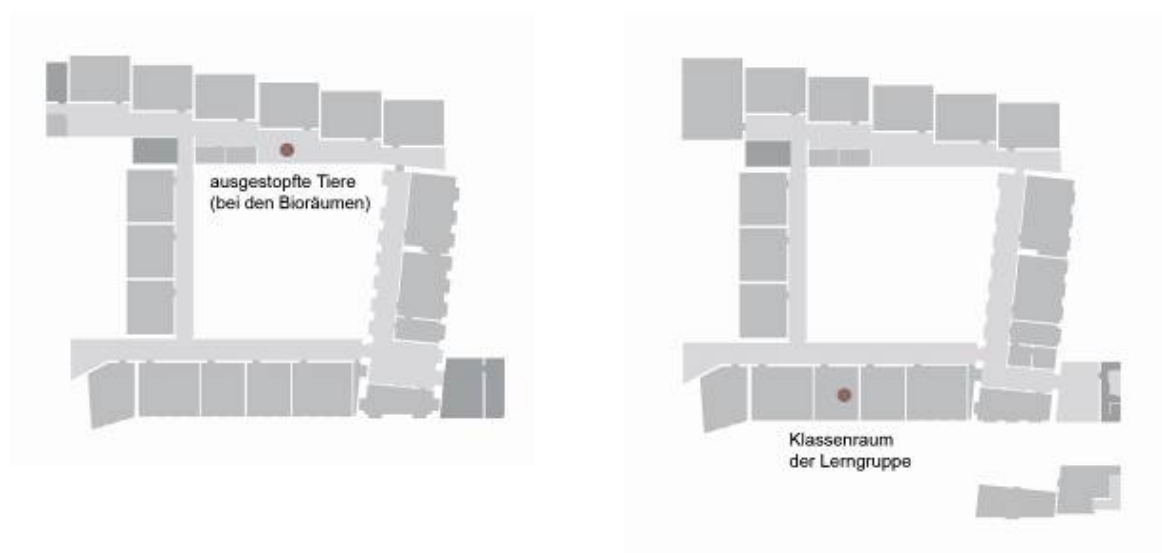 ausgestopfte Tiere
(bei den Bioräumen)
Klassenraum
der Lerngruppe